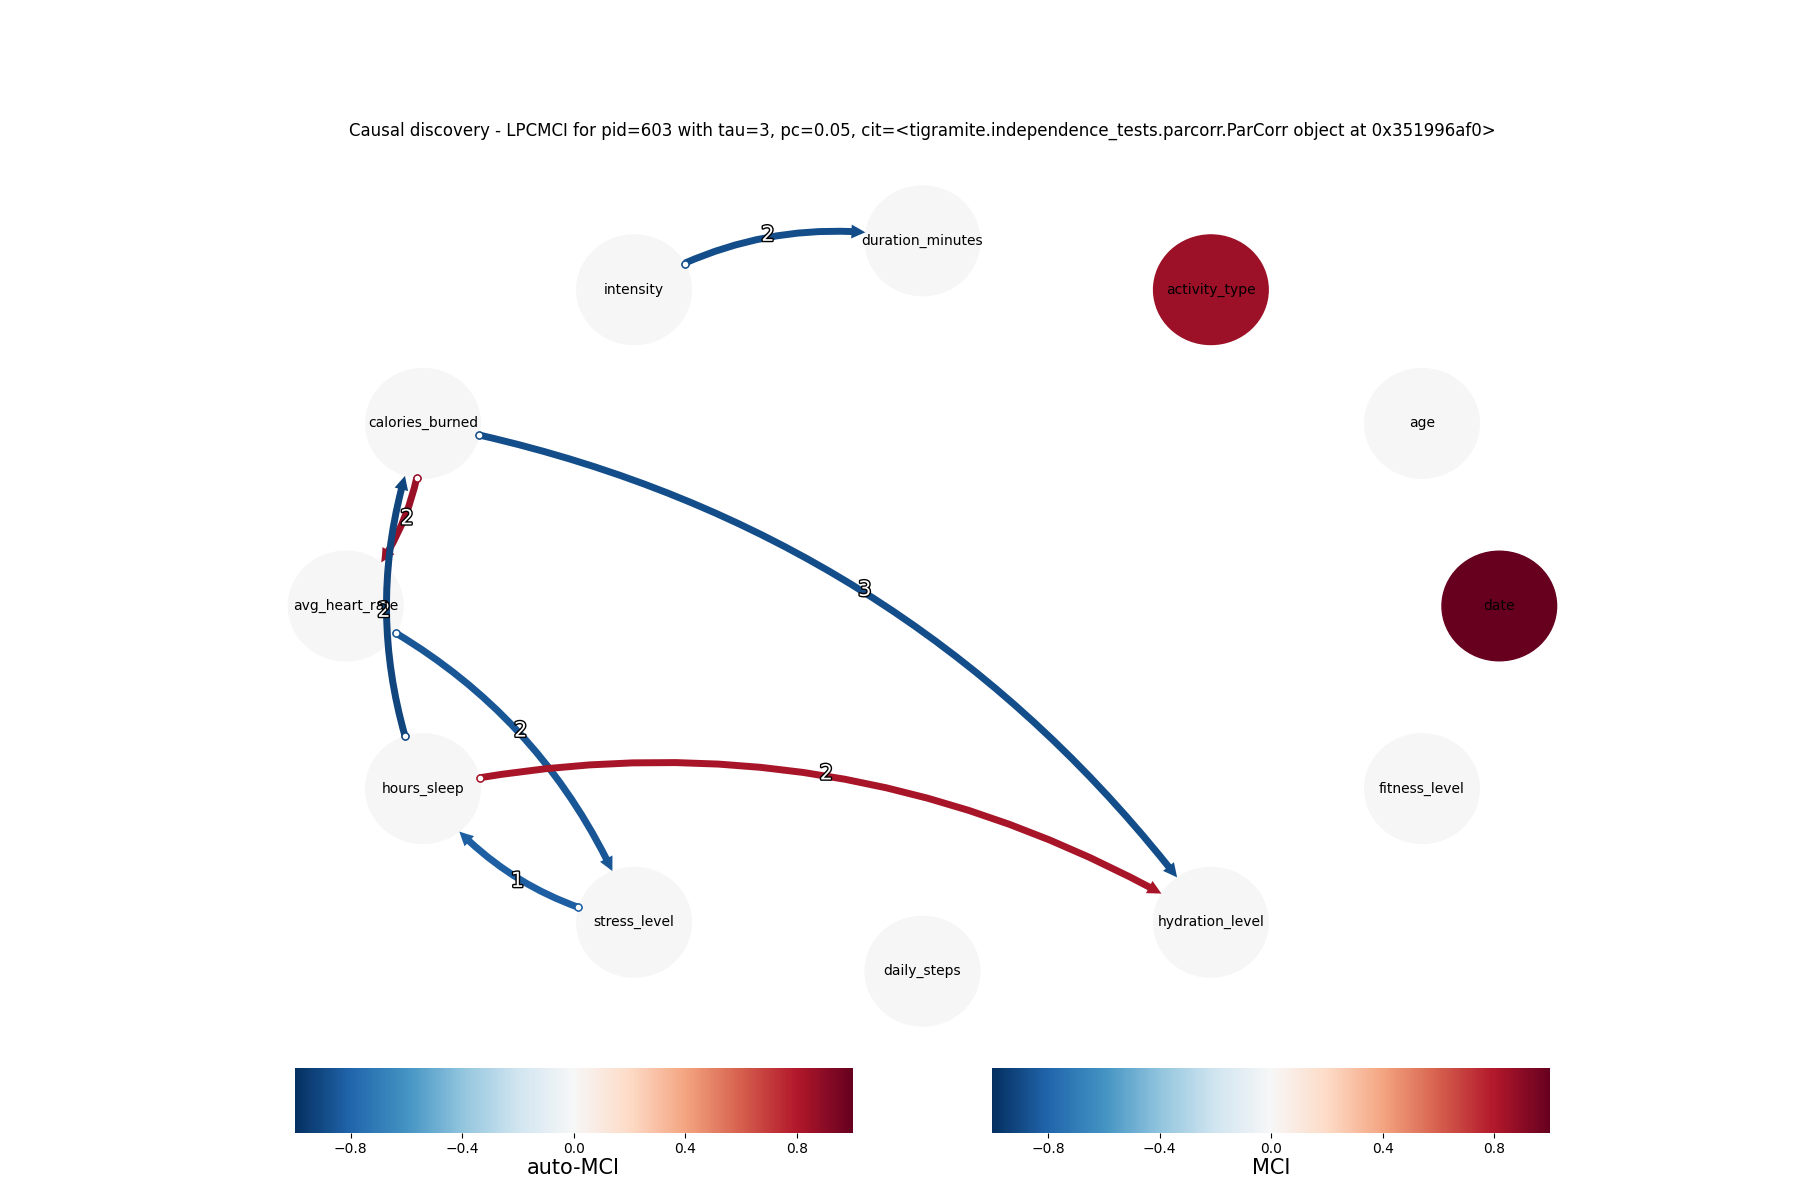 Causal discovery - LPCMCI for pid=603 with tau=3, pc=0.05, cit=<tigramite.independence_tests.parcorr.ParCorr object at 0x351996af0>
2
duration_minutes
intensity
activity_type
calories_burned
age
2
3
avg_heart_rate
2
date
2
2
hours_sleep
fitness_level
1
stress_level
hydration_level
daily_steps
−0.8 −0.4 0.0 0.4 0.8
auto-MCI
−0.8 −0.4 0.0 0.4 0.8
MCI